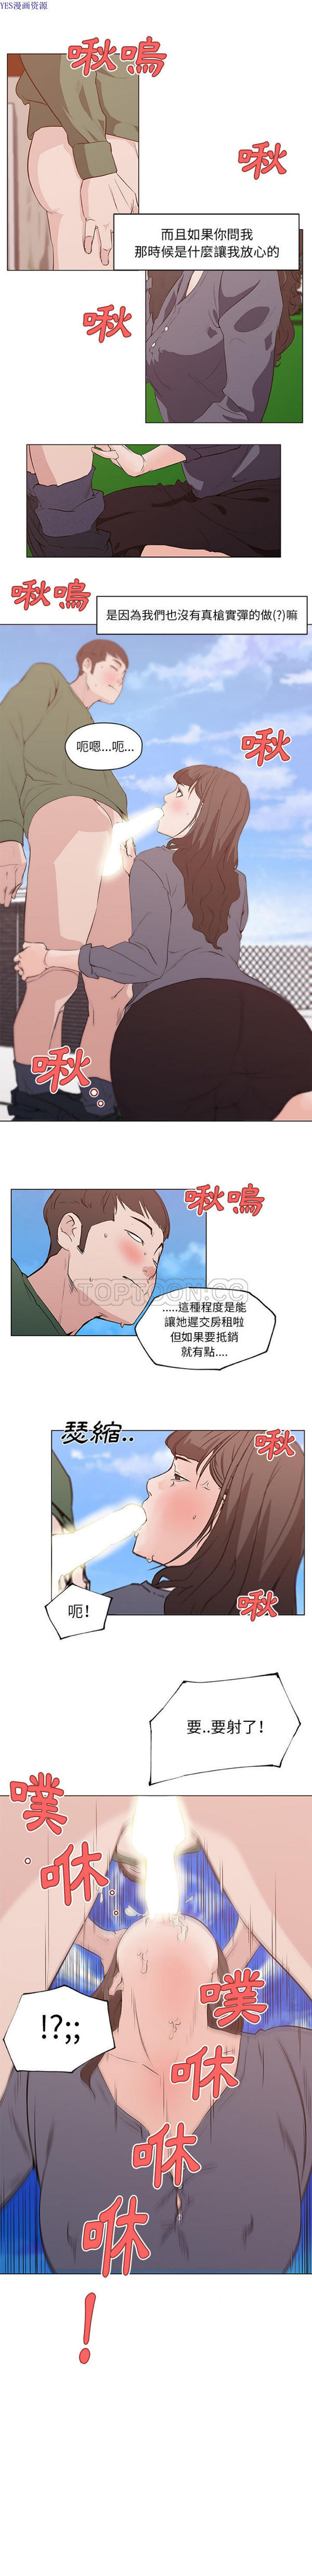 YES漫画资源
啾嗚
啾
而且如果你問我
那時候是什麼讓我放心的
啾
啾嗚
是因為我們也沒有真槍實彈的做(?)嘛
啾
呃嗯...呃...
啾
啾嗚
TOPTOON.CC
.....這種程度是能
讓她遲交房租啦
但如果要抵銷
就有點....
瑟縮..
啾
啾
呃!
要..要射了!
噗
咻
!?;;
噗
咻
咻
咻
!